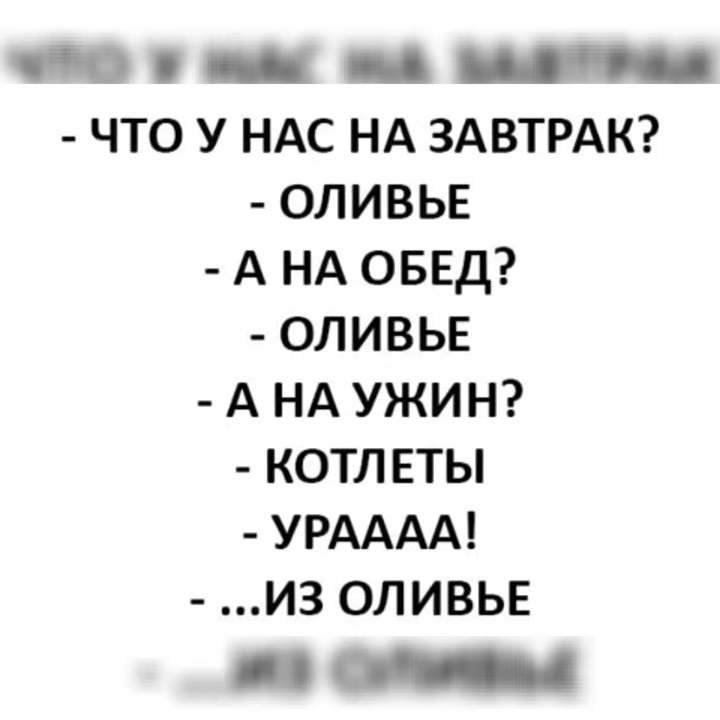 - ЧТО У НАС НА ЗАВТРАК?
- ОЛИВЬЕ
- А НА ОБЕД?
- ОЛИВЬЕ
- А НА УЖИН?
- КОТЛЕТЫ
- УРАААА!
- ...ИЗ ОЛИВЬЕ